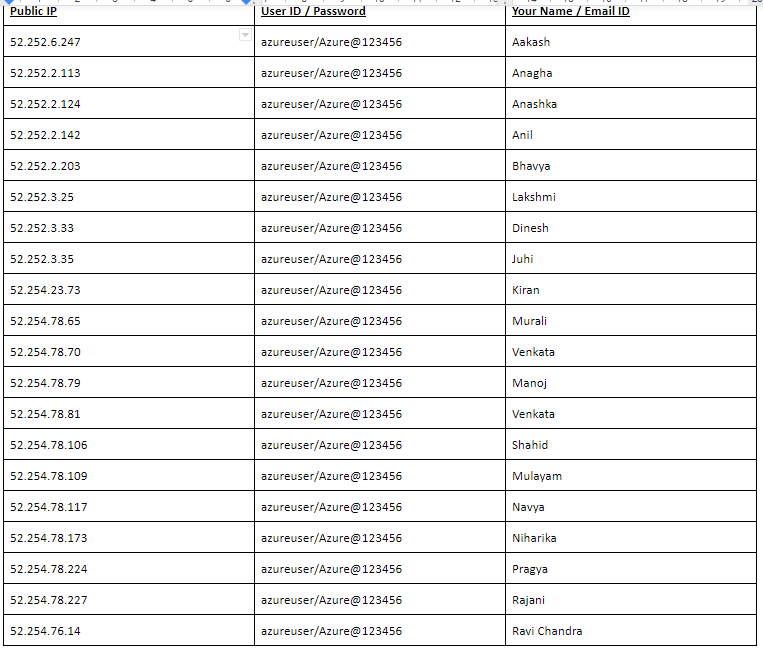 Public IP User ID / Password Your Name / Email ID
52.252.6.247 azureuser/Azure@123456 Aakash
52.252.2.113 azureuser/Azure@123456 Anagha
52.252.2.124 azureuser/Azure@123456 Anashka
52.252.2.142 azureuser/Azure@123456 Anil
52.252.2.203 azureuser/Azure@123456 Bhavya
52.252.3.25 azureuser/Azure@123456 Lakshmi
52.252.3.33 azureuser/Azure@123456 Dinesh
52.252.3.35 azureuser/Azure@123456 Juhi
52.254.23.73 azureuser/Azure@123456 Kiran
52.254.78.65 azureuser/Azure@123456 Murali
52.254.78.70 azureuser/Azure@123456 Venkata
52.254.78.79 azureuser/Azure@123456 Manoj
52.254.78.81 azureuser/Azure@123456 Venkata
52.254.78.106 azureuser/Azure@123456 Shahid
52.254.78.109 azureuser/Azure@123456 Mulayam
52.254.78.117 azureuser/Azure@123456 Navya
52.254.78.173 azureuser/Azure@123456 Niharika
52.254.78.224 azureuser/Azure@123456 Pragya
52.254.78.227 azureuser/Azure@123456 Rajani
52.254.76.14 azureuser/Azure@123456 Ravi Chandra